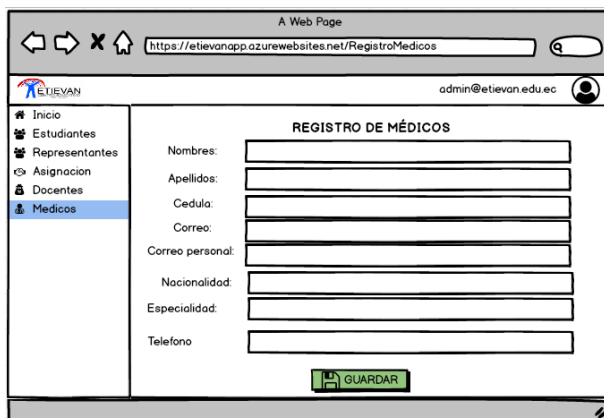 A Web Page
https://etievanapp.azurewebsites.net/RegistroMedicos
ETIEVAN
admin@etievan.edu.ec
Inicio
Estudiantes
Representantes
Asignacion
Docentes
Medicos
REGISTRO DE MÉDICOS
Nombres:
Apellidos:
Cedula:
Correo:
Correo personal:
Nacionalidad:
Especialidad:
Telefono
GUARDAR